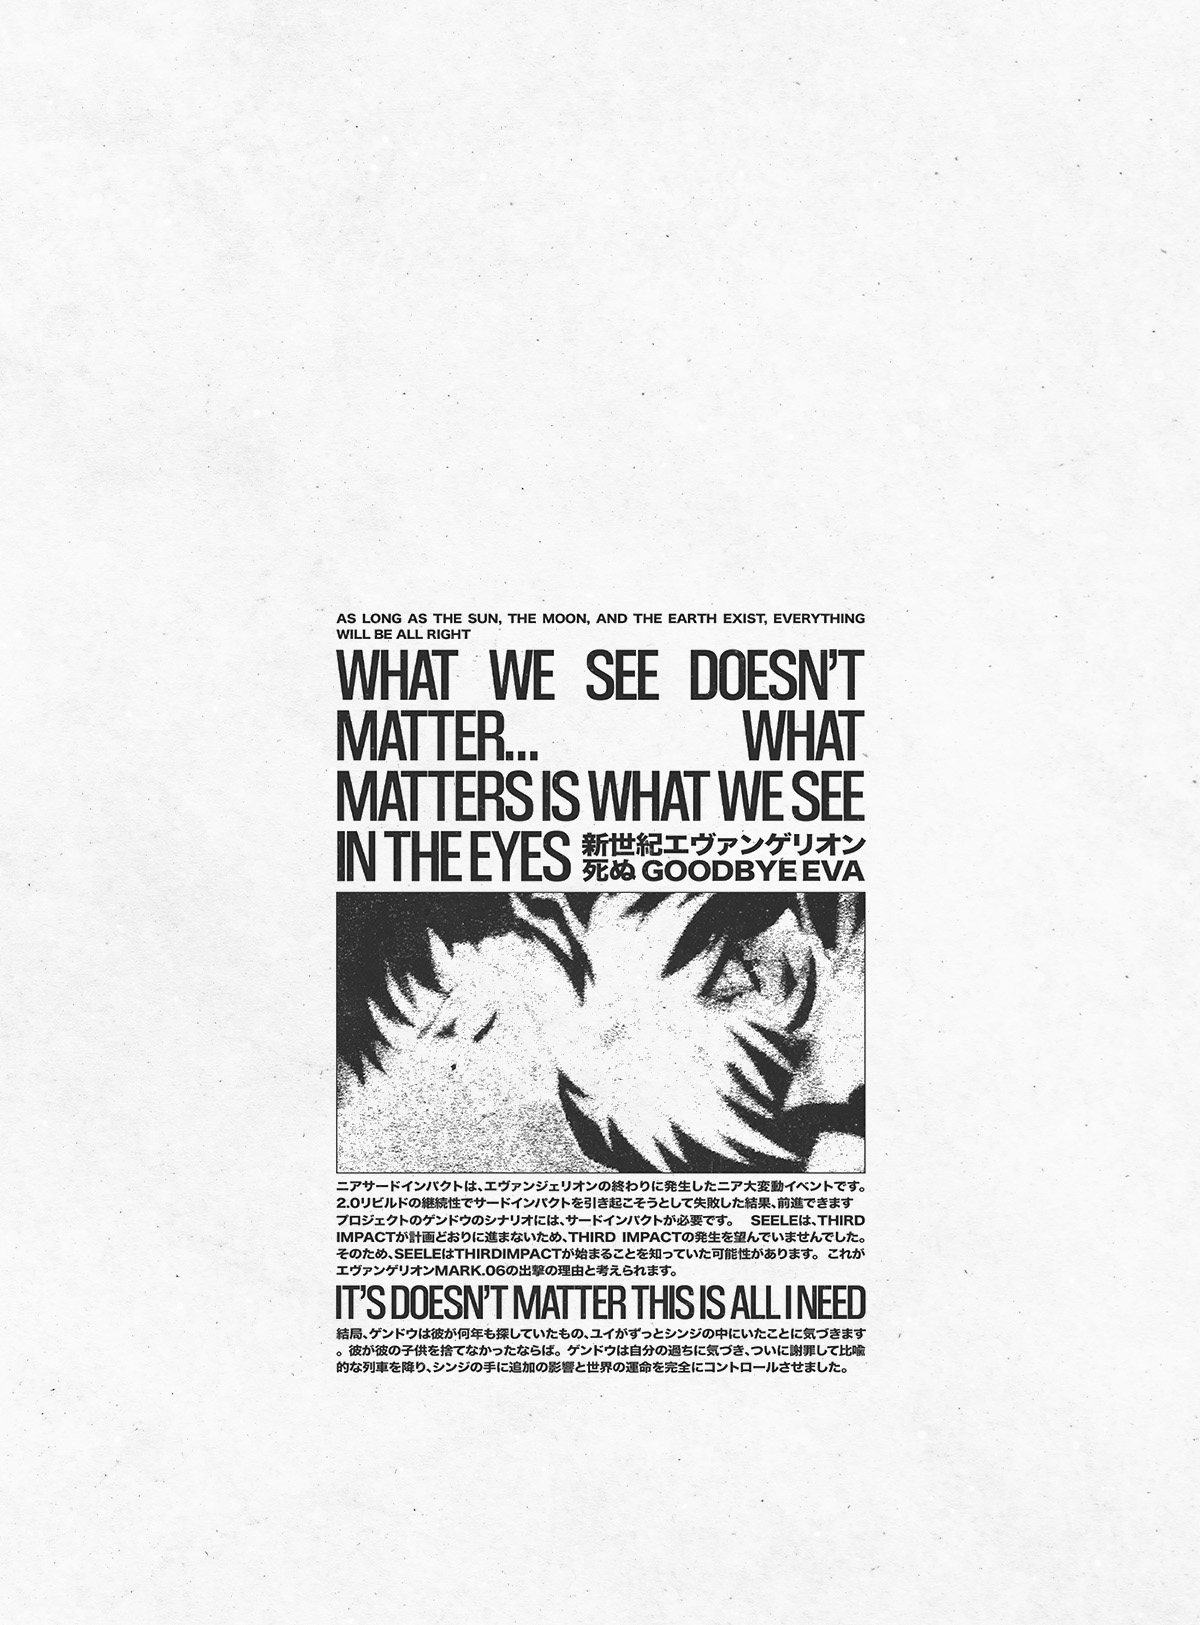 AS LONG AS THE SUN, THE MOON, AND THE EARTH EXIST, EVERYTHING
WILL BE ALL RIGHT
WHAT WE SEE DOESN'T
MATTER... WHAT
MATTERS IS WHAT WE SEE
IN THE EYES
新世紀エヴァンゲリオン
死ぬ GOODBYE EVA
ニアサードインパクトは、エヴァンジェリオンの終わりに発生したニア大変動イベントです。
2.0リビルドの継続性でサードインパクトを引き起こそうとして失敗した結果、前進できます
プロジェクトのゲンドウのシナリオには、サードインパクトが必要です。 SEELEは、THIRD
IMPACTが計画どおりに進まないため、THIRD IMPACTの発生を望んでいませんでした。
そのため、SEELEはTHIRDIMPACTが始まることを知っていた可能性があります。 これが
エヴァンゲリオンMARK.06の出撃の理由と考えられます。
IT'S DOESN'T MATTER THIS IS ALL I NEED
結局、ゲンドウは彼が何年も探していたもの、ユイがずっとシンジの中にいたことに気づきます
。彼が彼の子供を捨てなかったならば。ゲンドウは自分の過ちに気づき、ついに謝罪して比喩
的な列車を降り、シンジの手に追加の影響と世界の運命を完全にコントロールさせました。